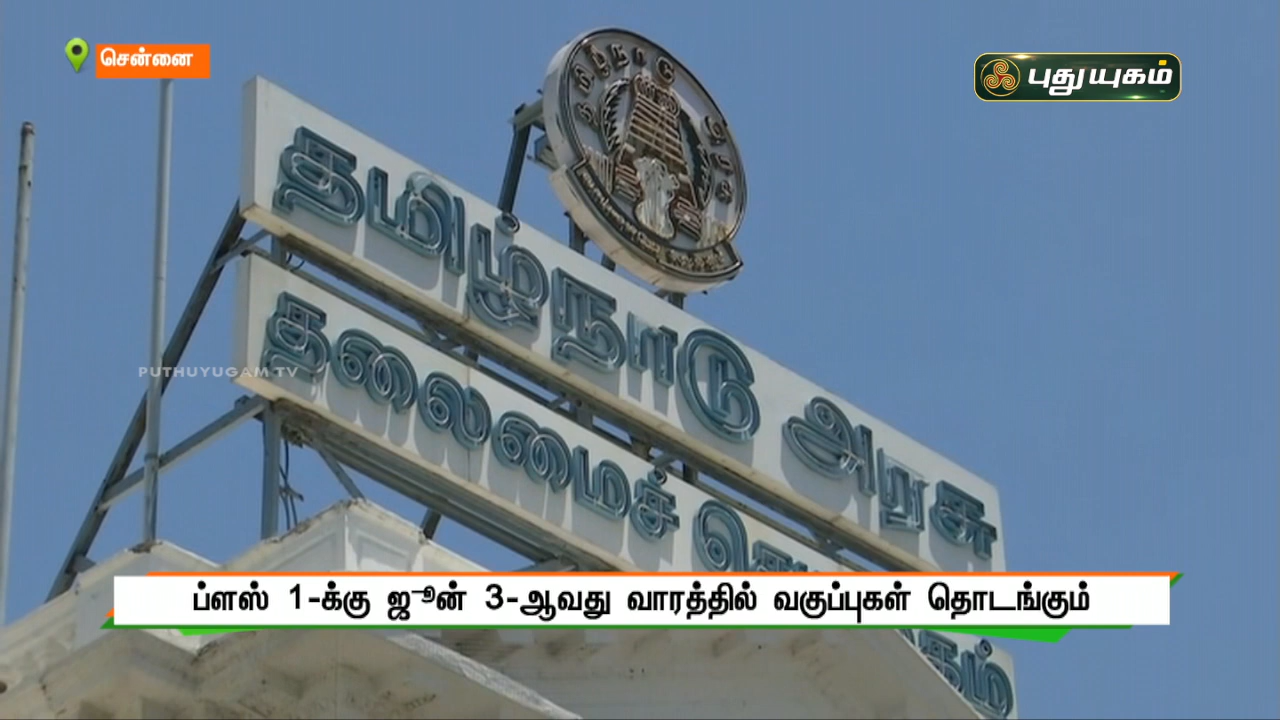 சென்னை
புதுயுகம்
தமிழ்நாடு அரசு
தலைமைச்
PUTHUYUGAM TV
ப்ளஸ் 1-க்கு ஜூன் 3-ஆவது வாரத்தில் வகுப்புகள் தொடங்கும்